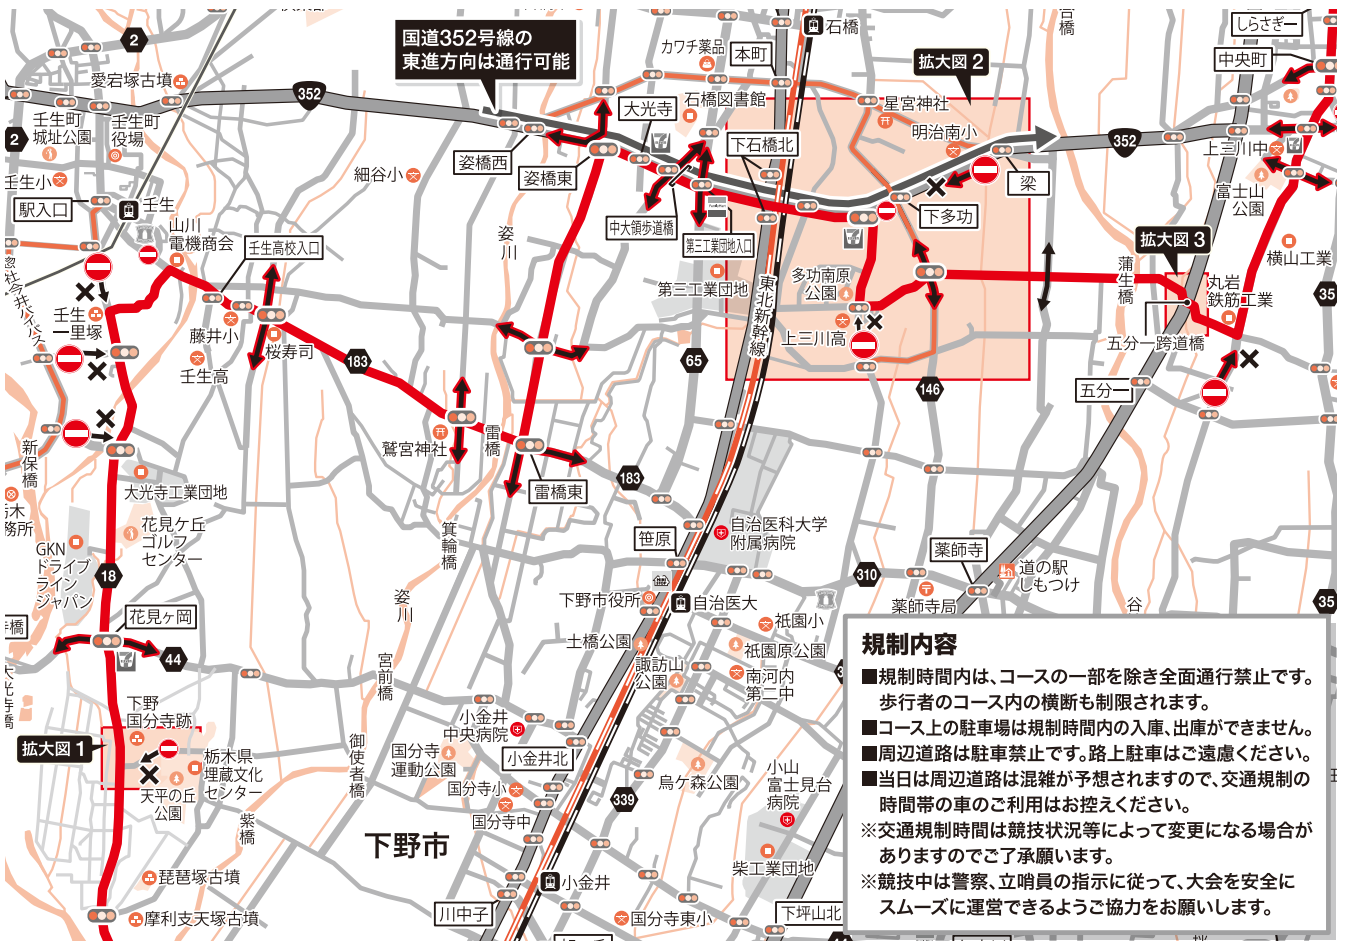 国道352号線の
東進方向は通行可能
石橋
カワチ薬品
本町
拡大図2
しらさぎー
中央町
2
愛宕塚古墳
352
大光寺
石橋図書館
星宮神社
明治南小
352
壬生町
城址公園
壬生町
役場
2
姿橋西
姿橋東
下石橋北
上三川中
壬生小
細谷小
梁
富士山
公園
駅入口
壬生
山川
電機商会
壬生高校入口
中大領歩道橋
第三工業団地入口
FamilyMart
下多功
拡大図3
姿川
惣社今井バイパス
第三工業団地
東北新幹線
多功南原
公園
蒲生橋
横山工業
丸岩
鉄筋工業
35
壬生
一里塚
藤井小
桜寿司
上三川高
五分一跨道橋
壬生高
183
65
146
五分一
新保橋
鷲宮神社
雷橋
雷橋東
183
大光寺工業団地
花見ケ丘
ゴルフ
センター
箕輪橋
笹原
自治医科大学
附属病院
薬師寺
GKN
ドライブ
ライン
ジャパン
18
310
道の駅
しもつけ
薬師寺局
35
姿川
下野市役所
自治医大
祇園小
谷
花見ヶ岡
44
土橋公園
諏訪山
公園
祇園原公園
南河内
第二中
大光寺橋
宮前橋
下野
国分寺跡
拡大図1
栃木県
埋蔵文化
センター
天平の丘
公園
紫橋
御使者橋
小金井
中央病院
国分寺
運動公園
小金井北
国分寺小
国分寺中
339
烏ケ森公園
小山
富士見台
病院
下野市
琵琶塚古墳
摩利支天塚古墳
小金井
川中子
国分寺東小
柴工業団地
下坪山北
規制内容
■規制時間内は、コースの一部を除き全面通行禁止です。
歩行者のコース内の横断も制限されます。
■コース上の駐車場は規制時間内の入庫、出庫ができません。
■周辺道路は駐車禁止です。路上駐車はご遠慮ください。
■当日は周辺道路は混雑が予想されますので、交通規制の
時間帯の車のご利用はお控えください。
※交通規制時間は競技状況等によって変更になる場合が
ありますのでご了承願います。
※競技中は警察、立哨員の指示に従って、大会を安全に
スムーズに運営できるようご協力をお願いします。